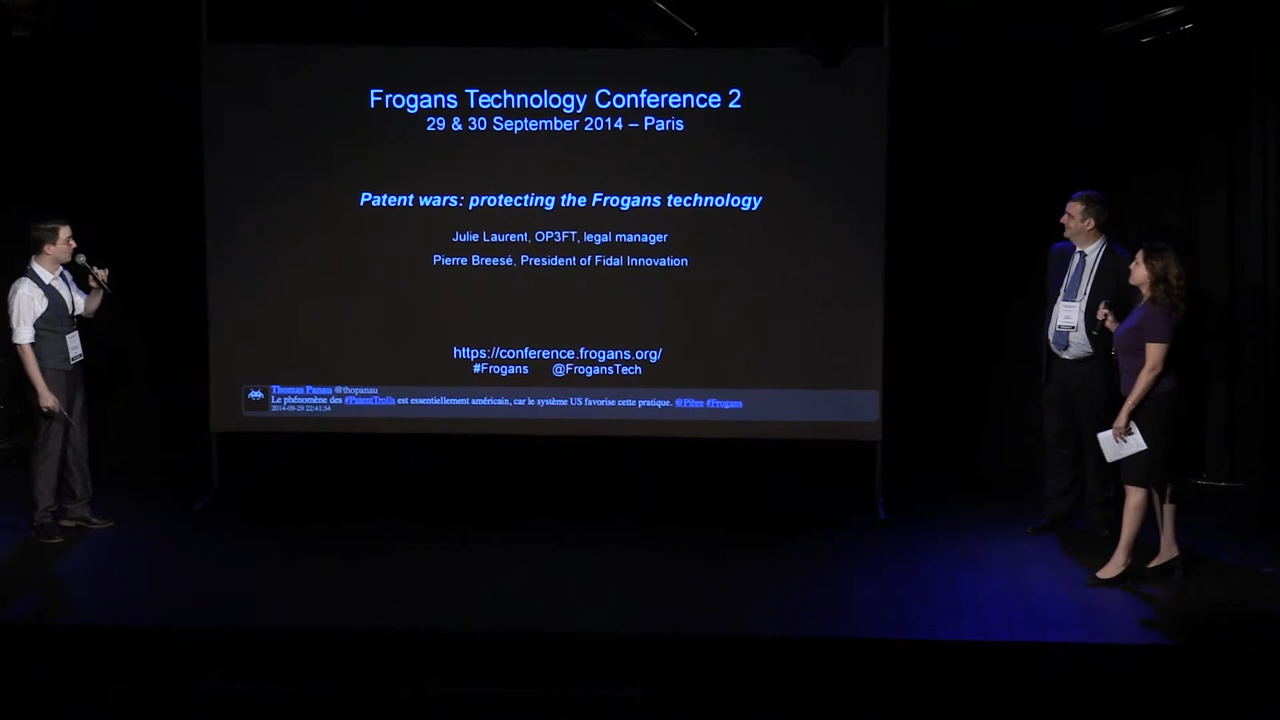 Frogans Technology Conference 2
29 & 30 September 2014 – Paris
Patent wars: protecting the Frogans technology
Julie Laurent, OP3FT, legal manager
Pierre Breesé, President of Fidal Innovation
https://conference.frogans.org/
#Frogans @FrogansTech
Thomas Panau @thopanau
Le phénomène des #PatentTrolls est essentiellement américain, car le système US favorise cette pratique. @Pibre #Frogans
2014-09-29 22:41:34